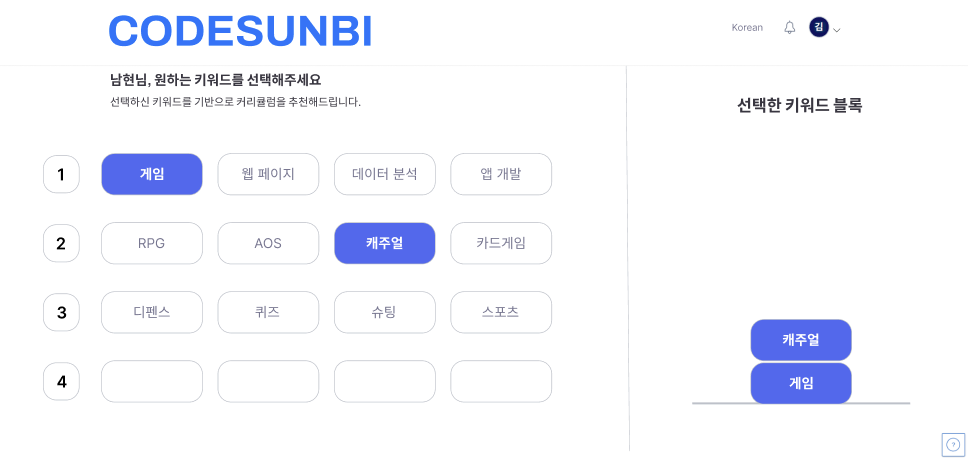 CODESUNBI
Korean
김
남현님, 원하는 키워드를 선택해주세요
선택하신 키워드를 기반으로 커리큘럼을 추천해드립니다.
1 게임 웹 페이지 데이터 분석 앱 개발
2 RPG AOS 캐주얼 카드게임
3 디펜스 퀴즈 슈팅 스포츠
4
선택한 키워드 블록
캐주얼
게임
?